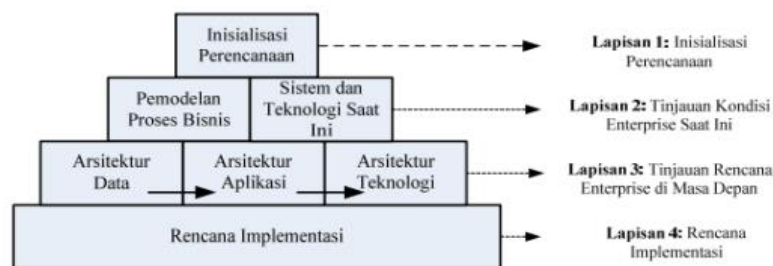 Inisialisasi
Perencanaan
Lapisan 1: Inisialisasi
Perencanaan
Pemodelan
Proses Bisnis
Sistem dan
Teknologi Saat
Ini
Lapisan 2: Tinjauan Kondisi
Enterprise Saat Ini
Arsitektur
Data
Arsitektur
Aplikasi
Arsitektur
Teknologi
Lapisan 3: Tinjauan Rencana
Enterprise di Masa Depan
Rencana Implementasi
Lapisan 4: Rencana
Implementasi